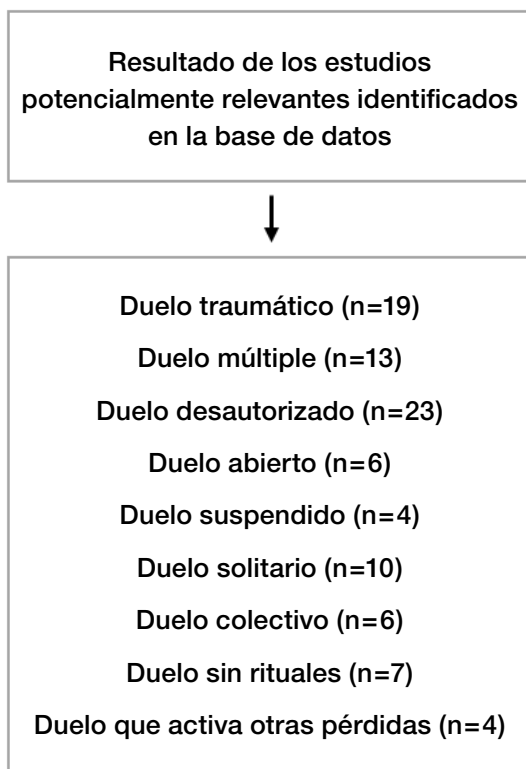 Resultado de los estudios
potencialmente relevantes identificados
en la base de datos
Duelo traumático (n=19)
Duelo múltiple (n=13)
Duelo desautorizado (n=23)
Duelo abierto (n=6)
Duelo suspendido (n=4)
Duelo solitario (n=10)
Duelo colectivo (n=6)
Duelo sin rituales (n=7)
Duelo que activa otras pérdidas (n=4)